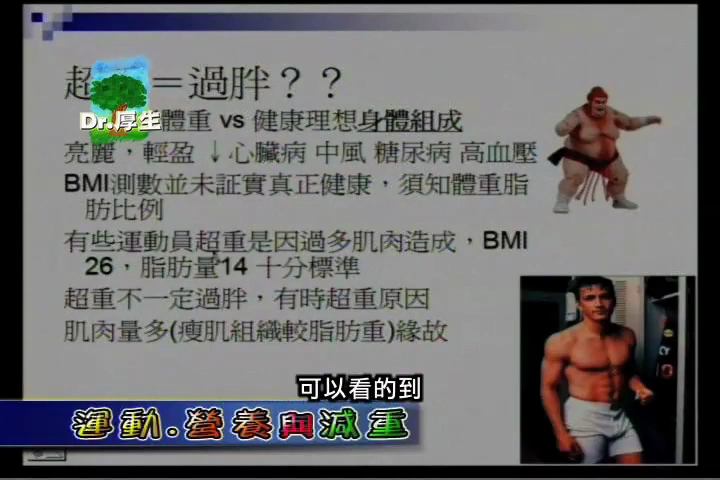 超 =過胖？？
Dr.厚生
體重 vs 健康理想身體組成
亮麗，輕盈 ↓心臟病 中風 糖尿病 高血壓
BMI測數並未証實真正健康，須知體重脂
肪比例
有些運動員超重是因過多肌肉造成，BMI
26，脂肪量14 十分標準
超重不一定過胖，有時超重原因
肌肉量多(瘦肌組織較脂肪重)緣故
可以看的到
運動.營養與減重